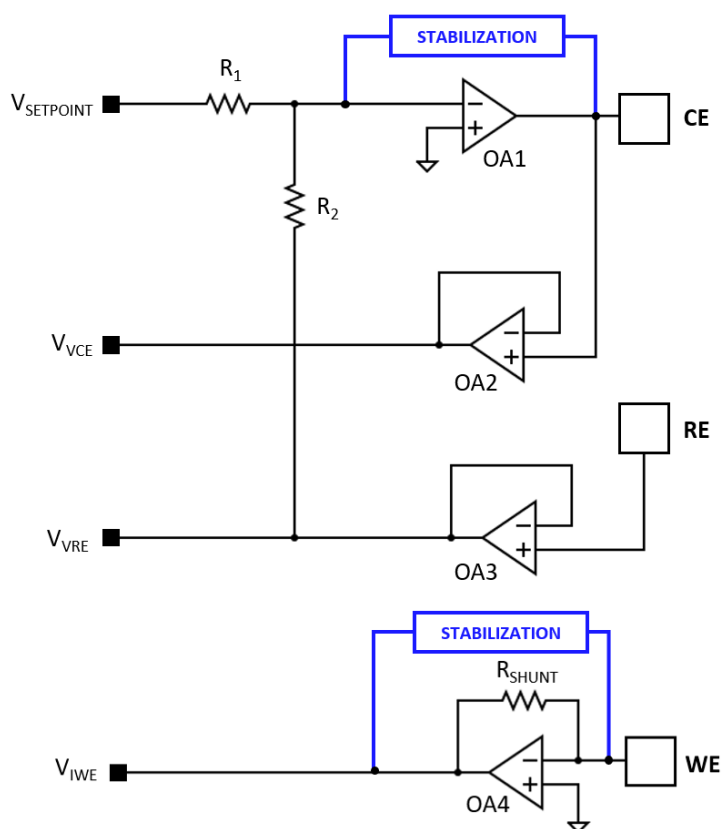 STABILIZATION
R1
VSETPOINT
−
+
CE
OA1
R2
VVCE
−
+
OA2
RE
VVRE
−
+
OA3
STABILIZATION
RSHUNT
VIWE
−
+
WE
OA4